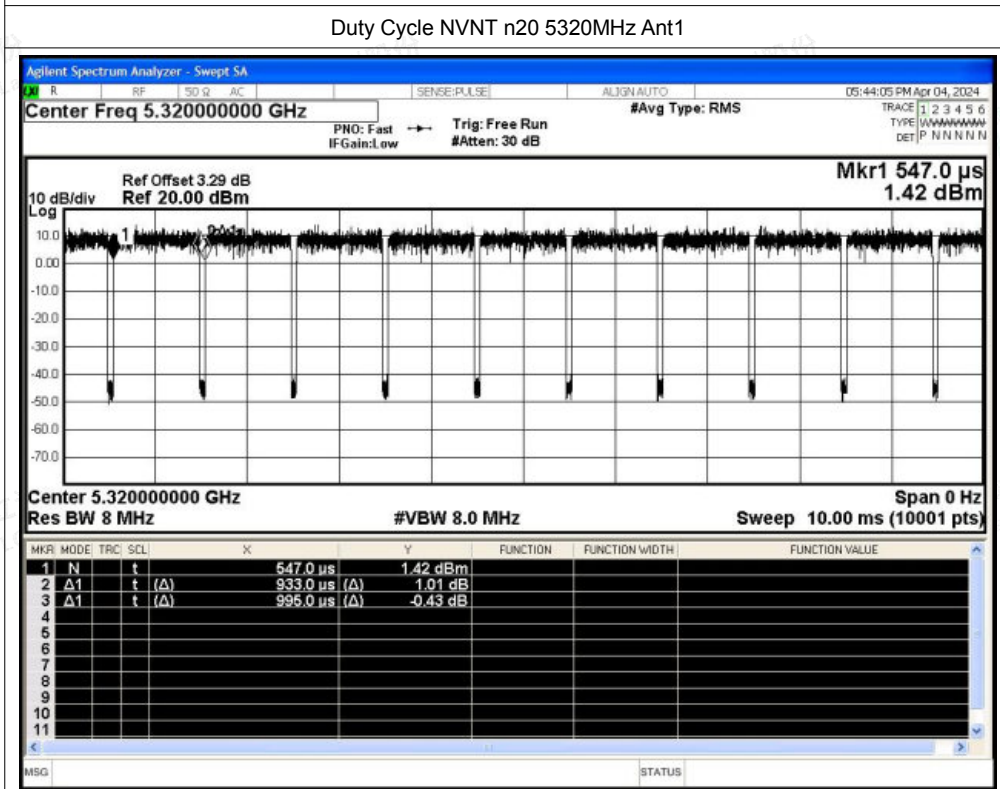 Duty Cycle NVNT n20 5320MHz Ant1
Agilent Spectrum Analyzer - Swept SA
R RF 50 Ω AC SENSE:PULSE ALIGN AUTO 05:44:05 PM Apr 04, 2024
Center Freq 5.320000000 GHz #Avg Type: RMS TRACE 1 2 3 4 5 6
PNO: Fast Trig: Free Run TYPE WWWWWW
IFGain:Low #Atten: 30 dB DET P N N N N N
Mkr1 547.0 µs
Ref Offset 3.29 dB
10 dB/div Ref 20.00 dBm 1.42 dBm
Log
10.0
1 2Δ1
0.00
-10.0
-20.0
-30.0
-40.0
-50.0
-60.0
-70.0
Center 5.320000000 GHz Span 0 Hz
Res BW 8 MHz #VBW 8.0 MHz Sweep 10.00 ms (10001 pts)
MKR MODE TRC SCL X Y FUNCTION FUNCTION WIDTH FUNCTION VALUE
1 N t 547.0 µs 1.42 dBm
2 Δ1 t (Δ) 933.0 µs (Δ) 1.01 dB
3 Δ1 t (Δ) 995.0 µs (Δ) -0.43 dB
4
5
6
7
8
9
10
11
MSG STATUS